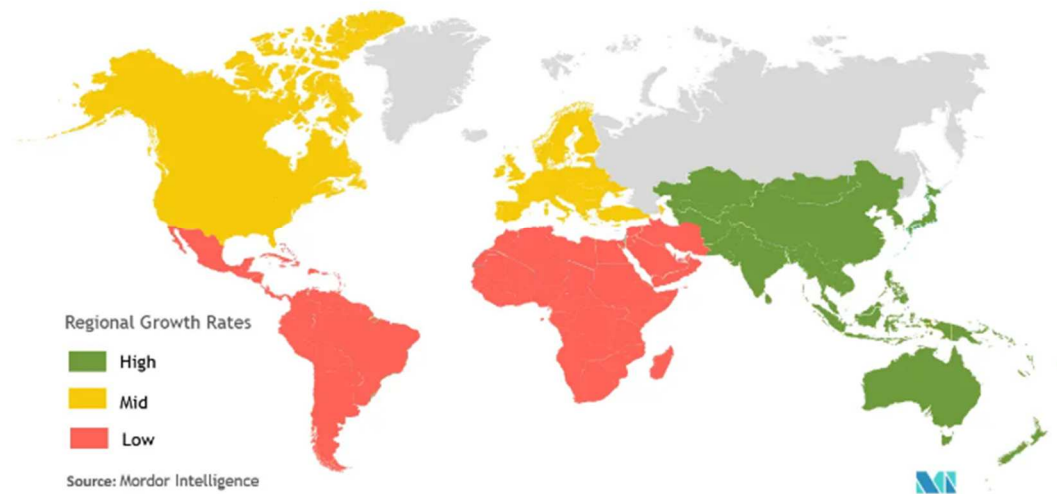 Regional Growth Rates
High
Mid
Low
Source: Mordor Intelligence